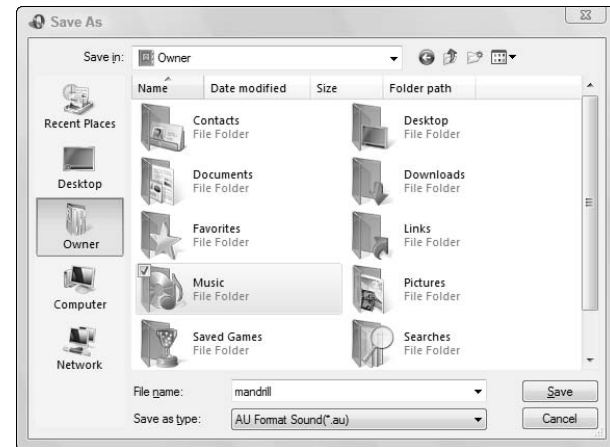 Save As
Save in:
Owner
Name Date modified Size Folder path
Recent Places
Desktop
Owner
Computer
Network
Contacts
File Folder
Desktop
File Folder
Documents
File Folder
Downloads
File Folder
Favorites
File Folder
Links
File Folder
Music
File Folder
Pictures
File Folder
Saved Games
File Folder
Searches
File Folder
File name:
mandrill
Save
Save as type:
AU Format Sound(*.au)
Cancel